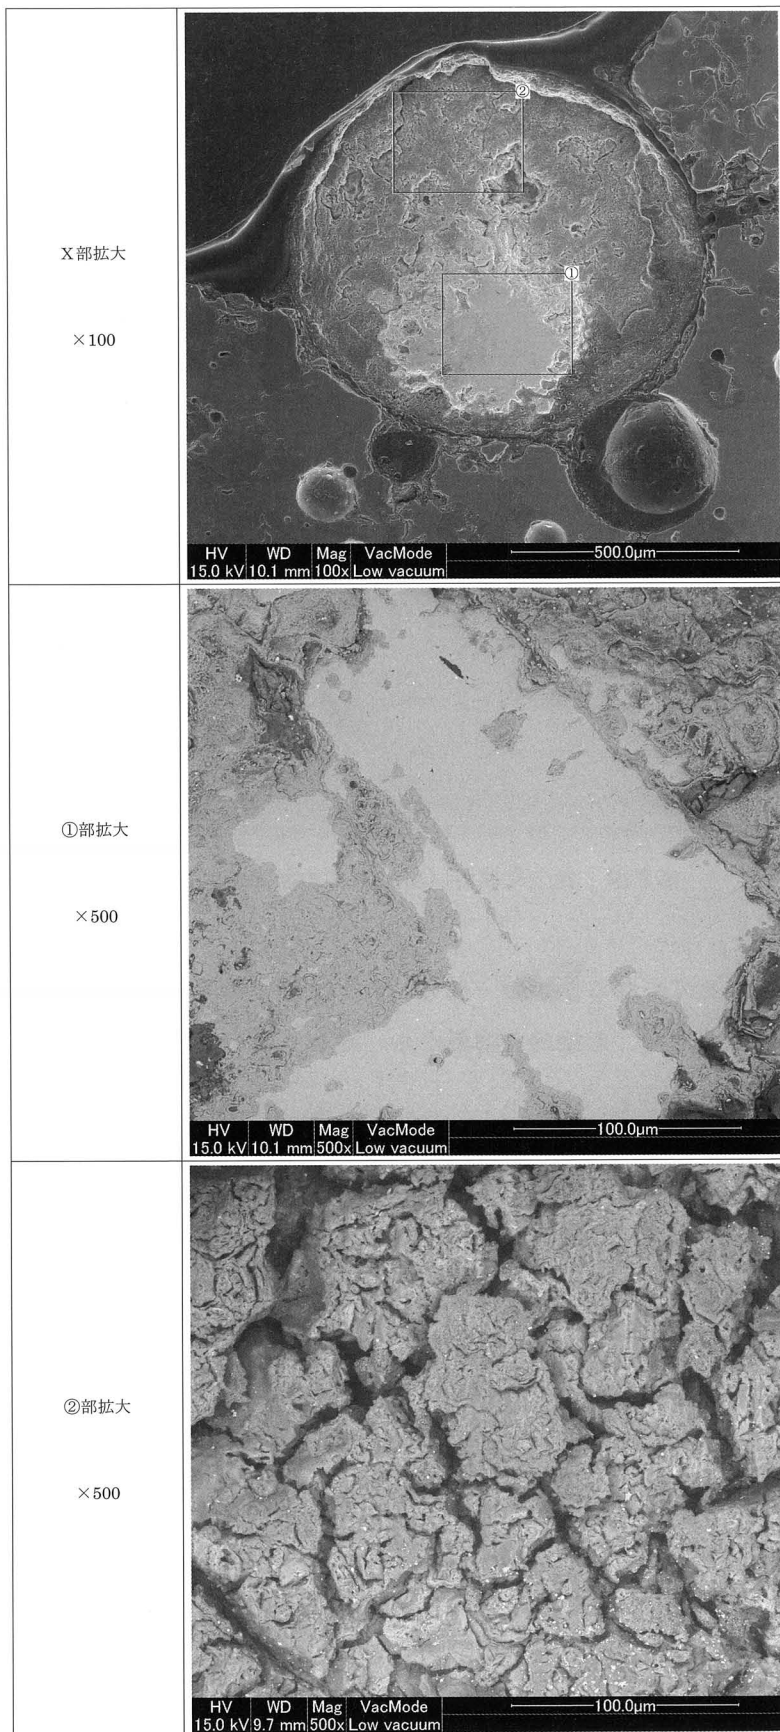 X部拡大
×100
②
①
HV WD Mag VacMode
500.0μm
15.0 kV 10.1 mm 100x Low vacuum
①部拡大
×500
HV WD Mag VacMode
100.0μm
15.0 kV 10.1 mm 500x Low vacuum
②部拡大
×500
HV WD Mag VacMode
100.0μm
15.0 kV 9.7 mm 500x Low vacuum